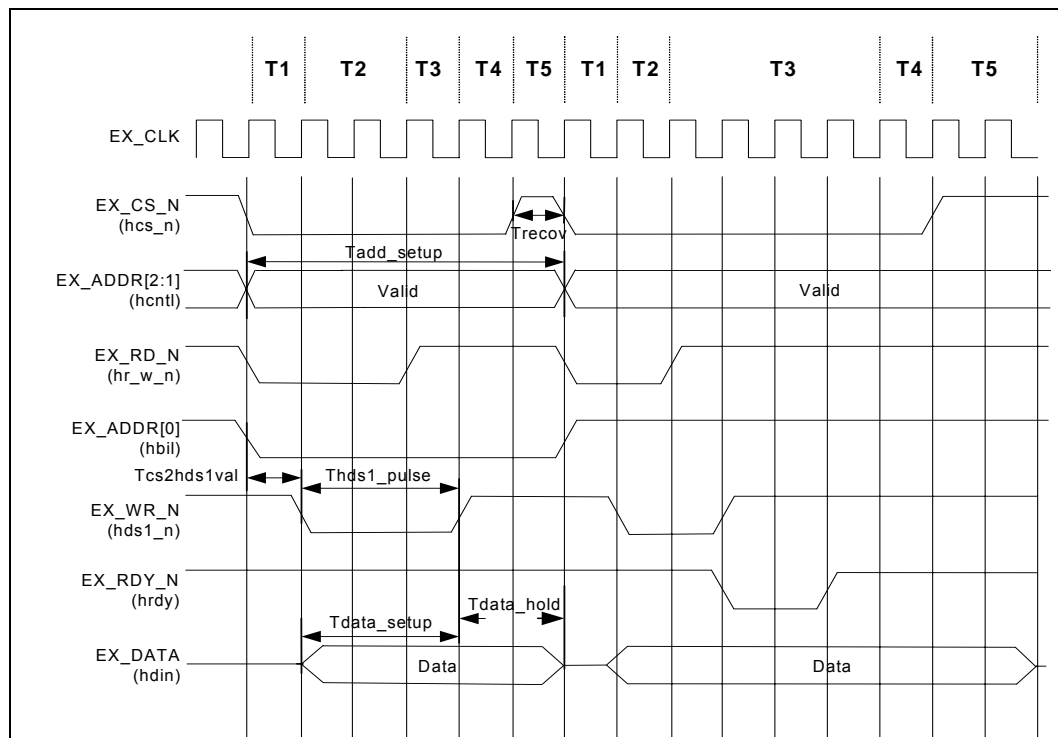 T1 T2 T3 T4 T5 T1 T2 T3 T4 T5
EX_CLK
EX_CS_N
(hcs_n)
Trecov
Tadd_setup
EX_ADDR[2:1]
(hcntl)
Valid Valid
EX_RD_N
(hr_w_n)
EX_ADDR[0]
(hbil)
Tcs2hds1val Thds1_pulse
EX_WR_N
(hds1_n)
EX_RDY_N
(hrdy)
Tdata_hold
Tdata_setup
EX_DATA
(hdin)
Data Data